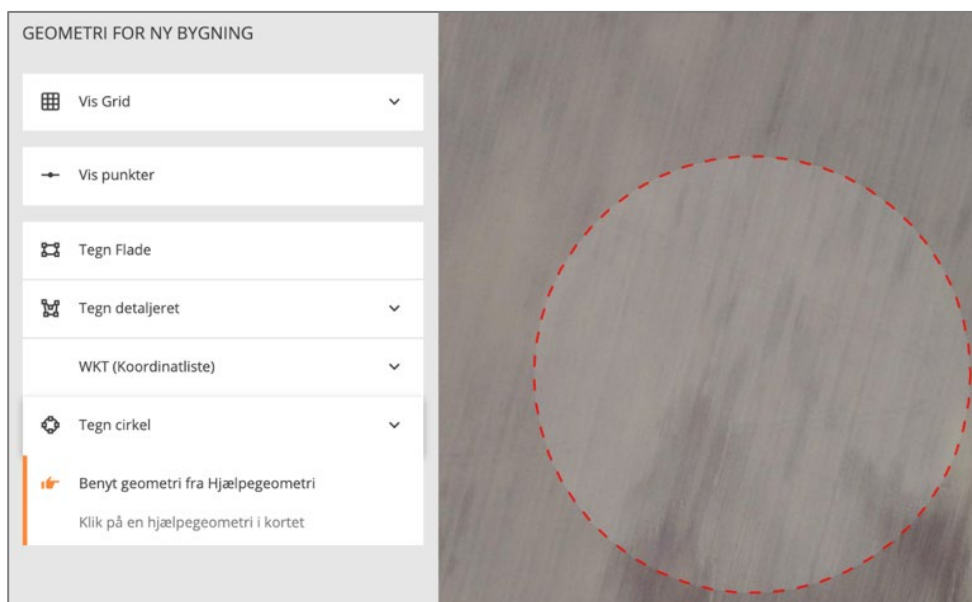 GEOMETRI FOR NY BYGNING
Vis Grid
Vis punkter
Tegn Flade
Tegn detaljeret
WKT (Koordinatliste)
Tegn cirkel
Benyt geometri fra Hjælpegeometri
Klik på en hjælpegeometri i kortet